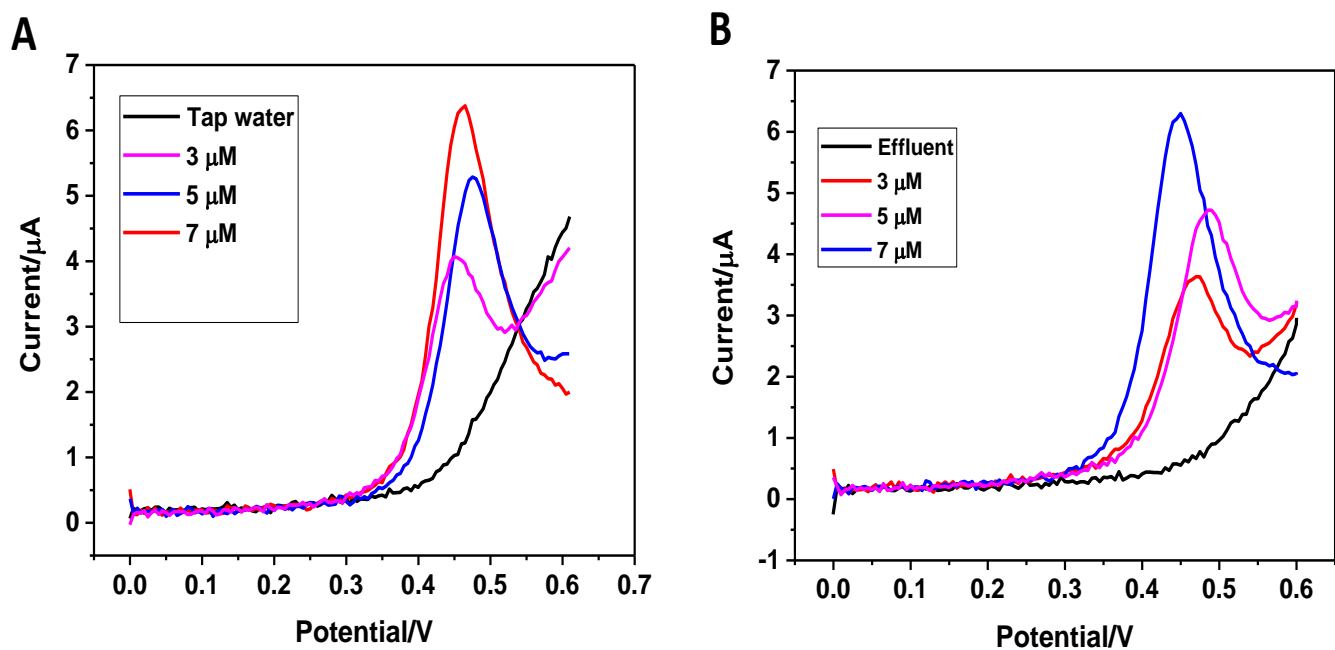 A
7
6
5
4
3
2
1
0
Current/µA
Tap water
3 µM
5 µM
7 µM
0.0 0.1 0.2 0.3 0.4 0.5 0.6 0.7
Potential/V
B
7
6
5
4
3
2
1
0
-1
Current/µA
Effluent
3 µM
5 µM
7 µM
0.0 0.1 0.2 0.3 0.4 0.5 0.6
Potential/V